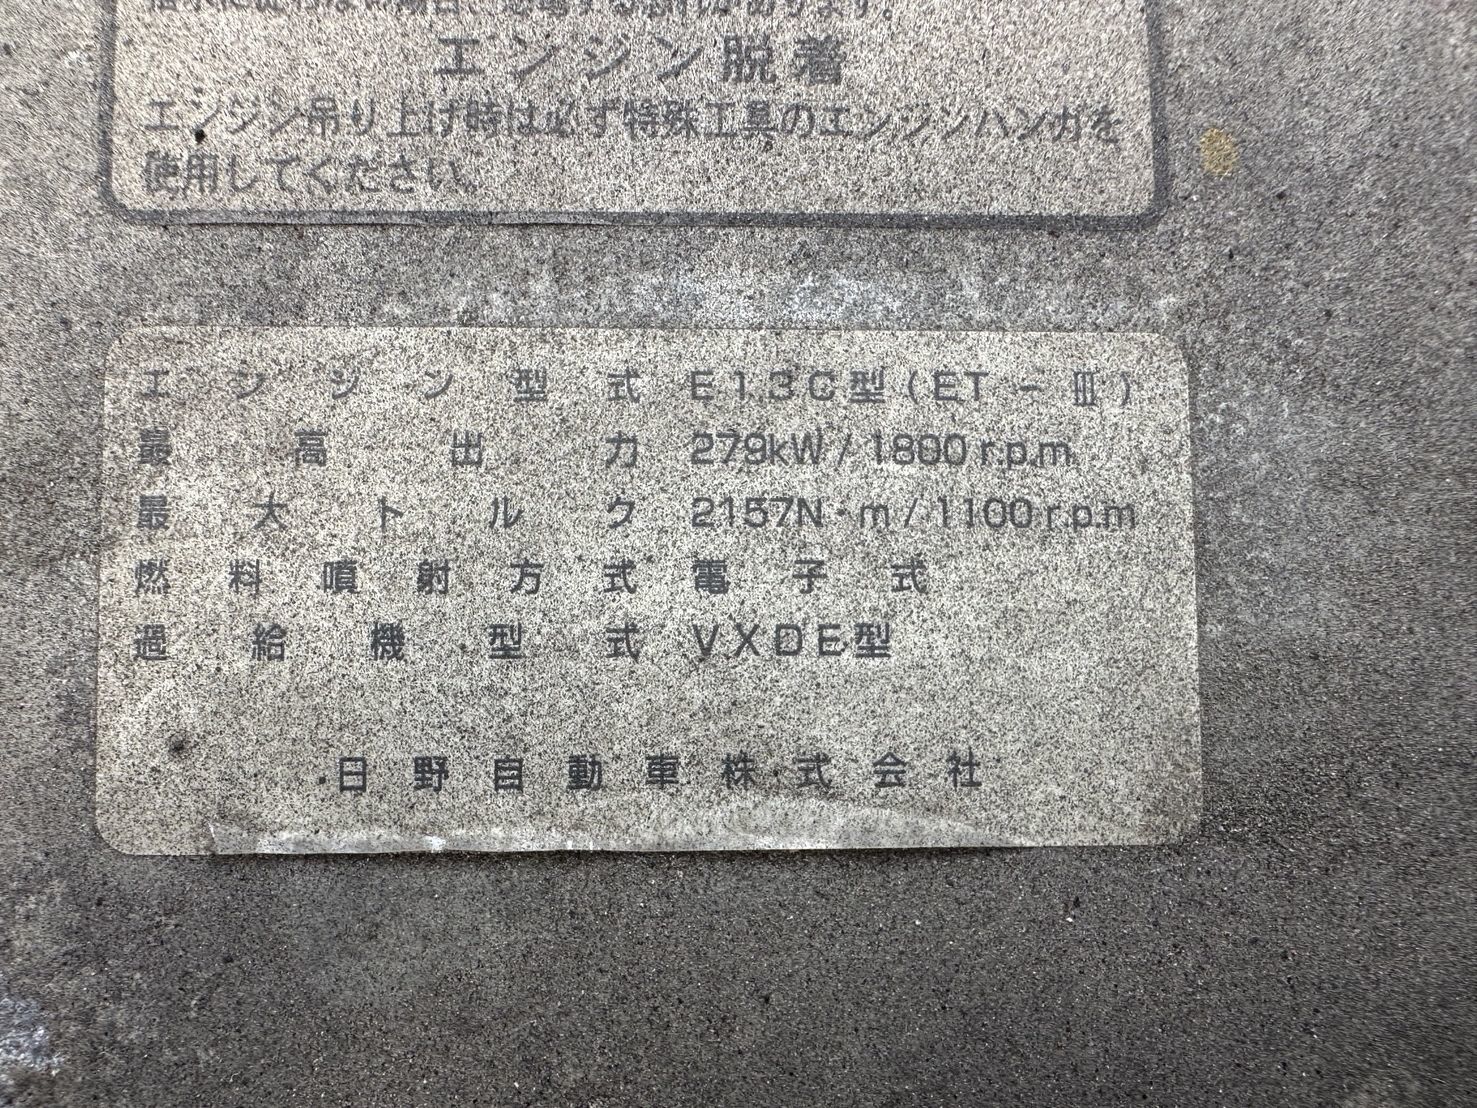 エンジン脱着
エンジン吊り上げ時は必ず特殊工具のエンジンハンガを
使用してください。
エンジン型式 E13C型(ET-Ⅲ)
最高出力 279kW/1800r.p.m.
最大トルク 2157N・m/1100r.p.m
燃料噴射方式 電子式
過給機型式 VXDE型
日野自動車株式会社